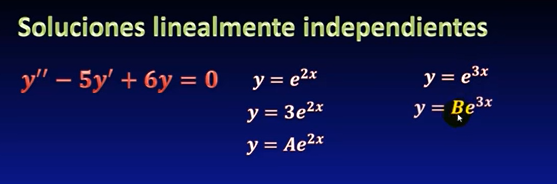 Soluciones linealmente independientes
y'' − 5y' + 6y = 0
y = e^{2x}
y = 3e^{2x}
y = Ae^{2x}
y = e^{3x}
y = Be^{3x}